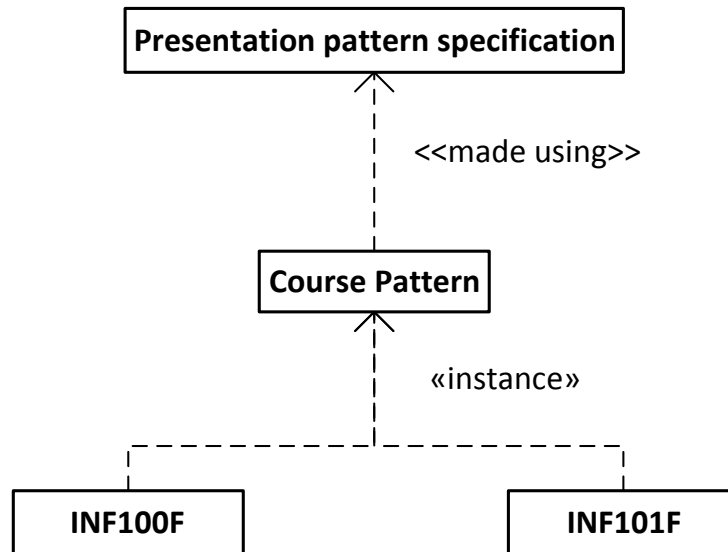 Presentation pattern specification
<<made using>>
Course Pattern
«instance»
INF100F
INF101F